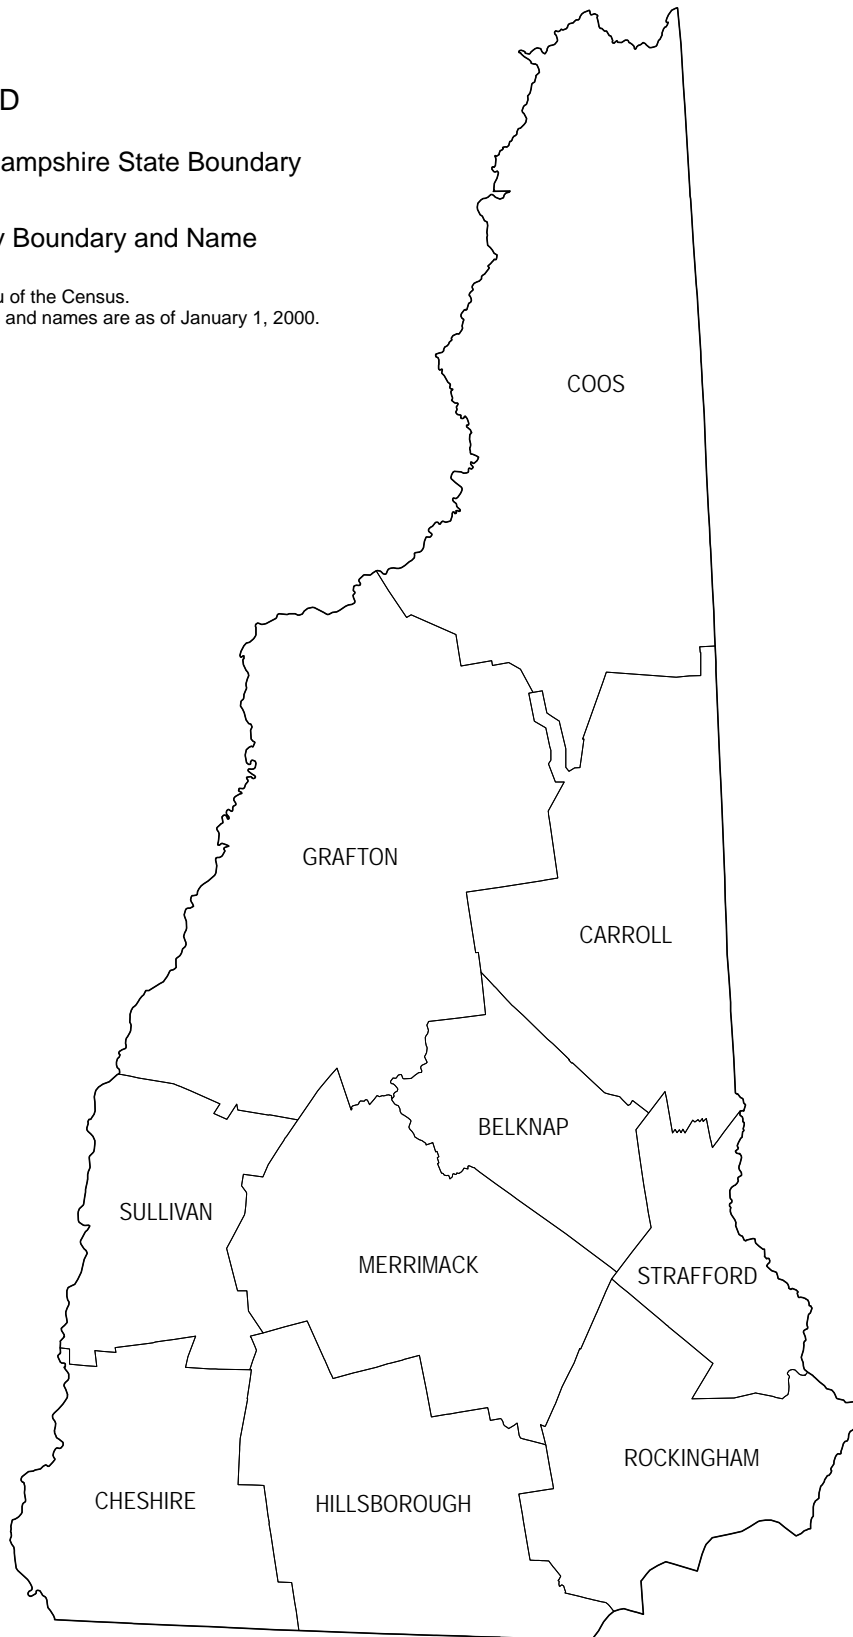 D
ampshire State Boundary
y Boundary and Name
u of the Census.
and names are as of January 1, 2000.
COOS
GRAFTON
CARROLL
BELKNAP
SULLIVAN
MERRIMACK
STRAFFORD
ROCKINGHAM
CHESHIRE
HILLSBOROUGH